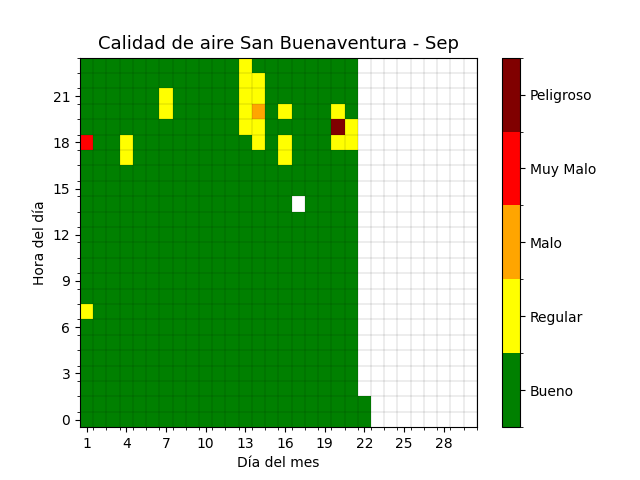 Calidad de aire San Buenaventura - Sep
Hora del día
21
18
15
12
9
6
3
0
1 4 7 10 13 16 19 22 25 28
Día del mes
Peligroso
Muy Malo
Malo
Regular
Bueno